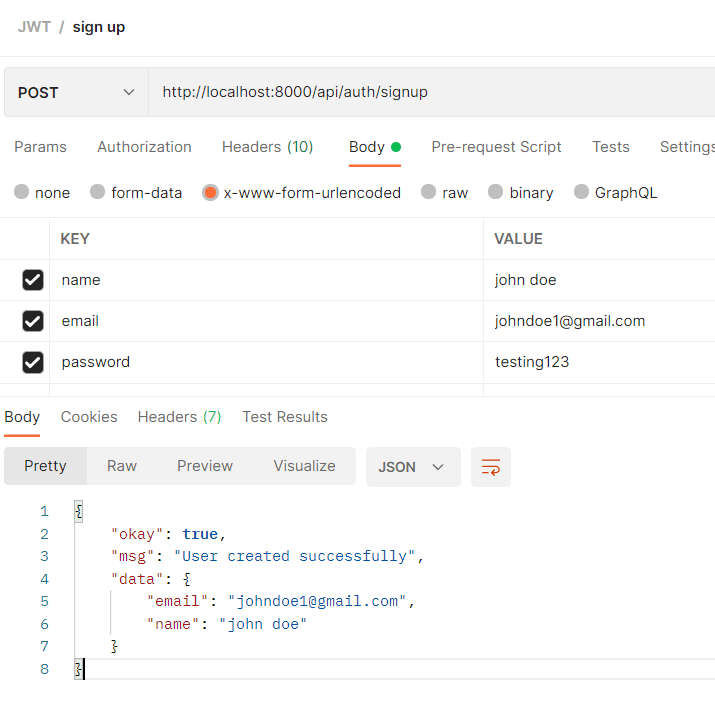 JWT / sign up
POST http://localhost:8000/api/auth/signup
Params Authorization Headers (10) Body Pre-request Script Tests Settings
none form-data x-www-form-urlencoded raw binary GraphQL
KEY VALUE
name john doe
email johndoe1@gmail.com
password testing123
Body Cookies Headers (7) Test Results
Pretty Raw Preview Visualize JSON
1 {
2 "okay": true,
3 "msg": "User created successfully",
4 "data": {
5 "email": "johndoe1@gmail.com",
6 "name": "john doe"
7 }
8 }